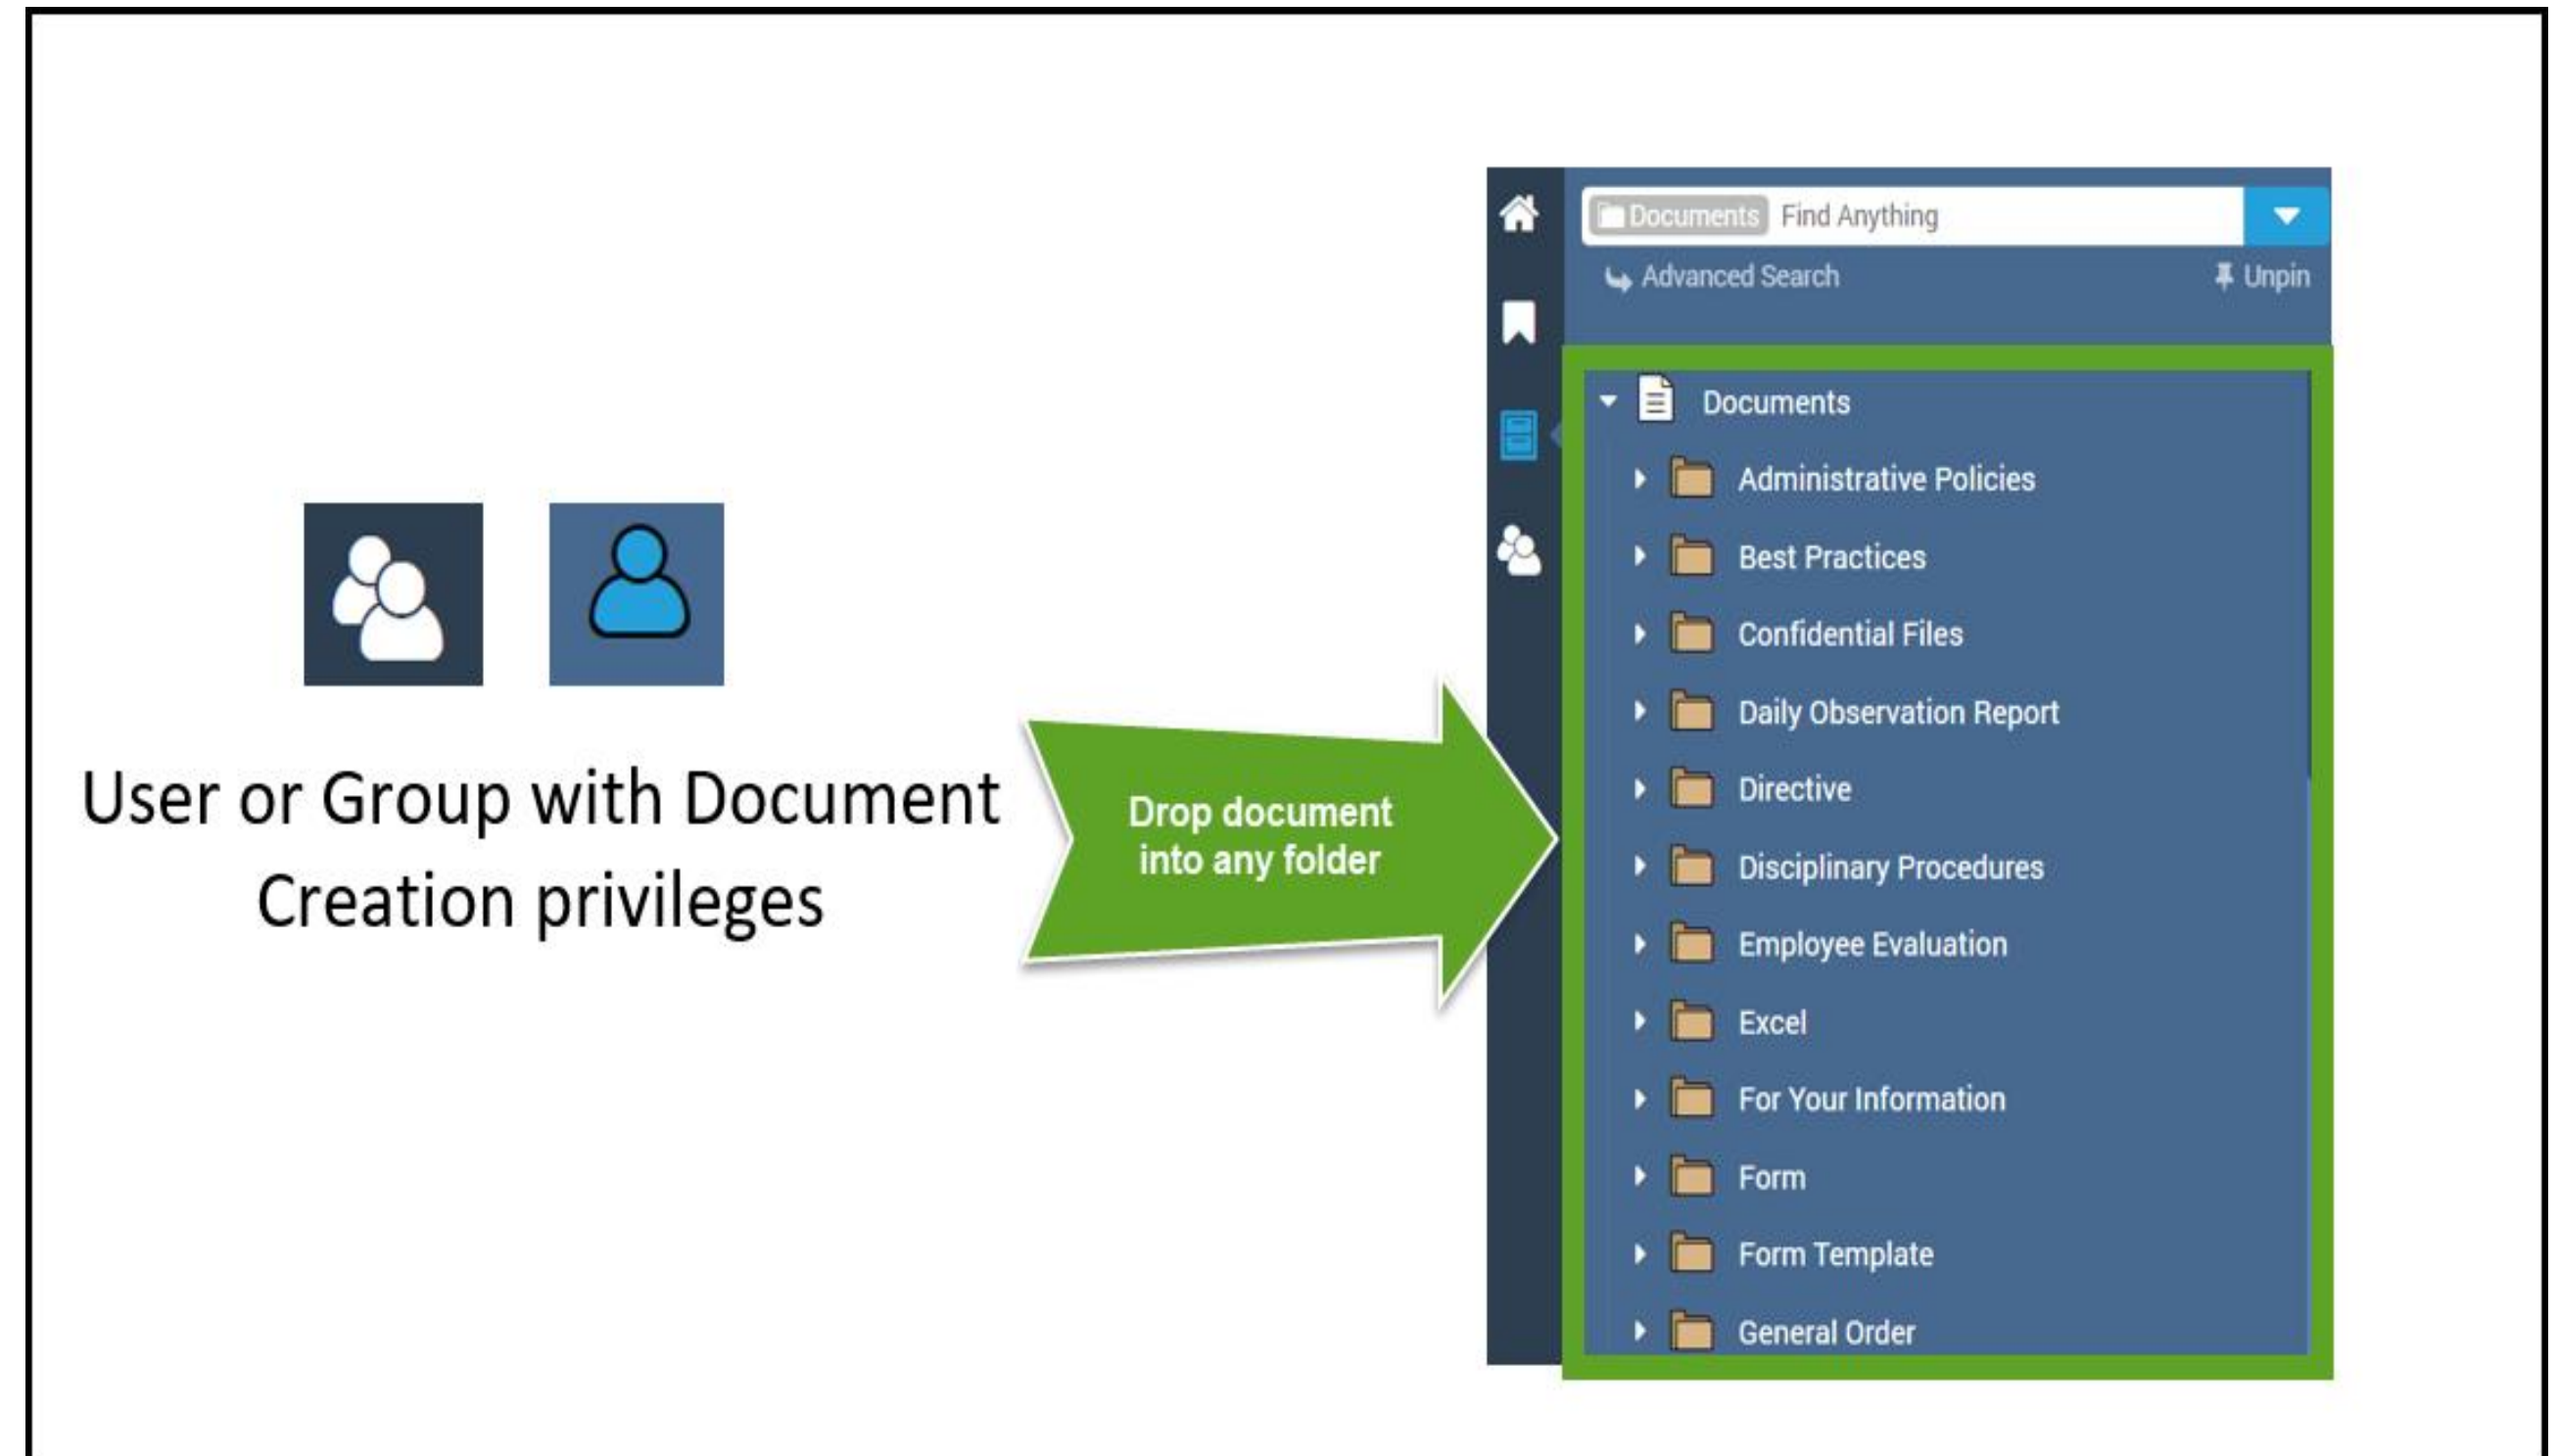 User or Group with Document
Creation privileges
Drop document
into any folder
Documents Find Anything
Advanced Search Unpin
Documents
Administrative Policies
Best Practices
Confidential Files
Daily Observation Report
Directive
Disciplinary Procedures
Employee Evaluation
Excel
For Your Information
Form
Form Template
General Order